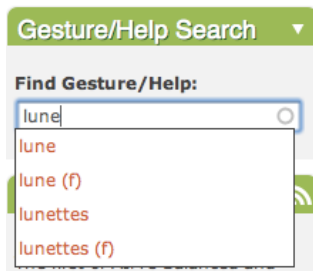 Gesture/Help Search
Find Gesture/Help:
lune
lune
lune (f)
lunettes
lunettes (f)